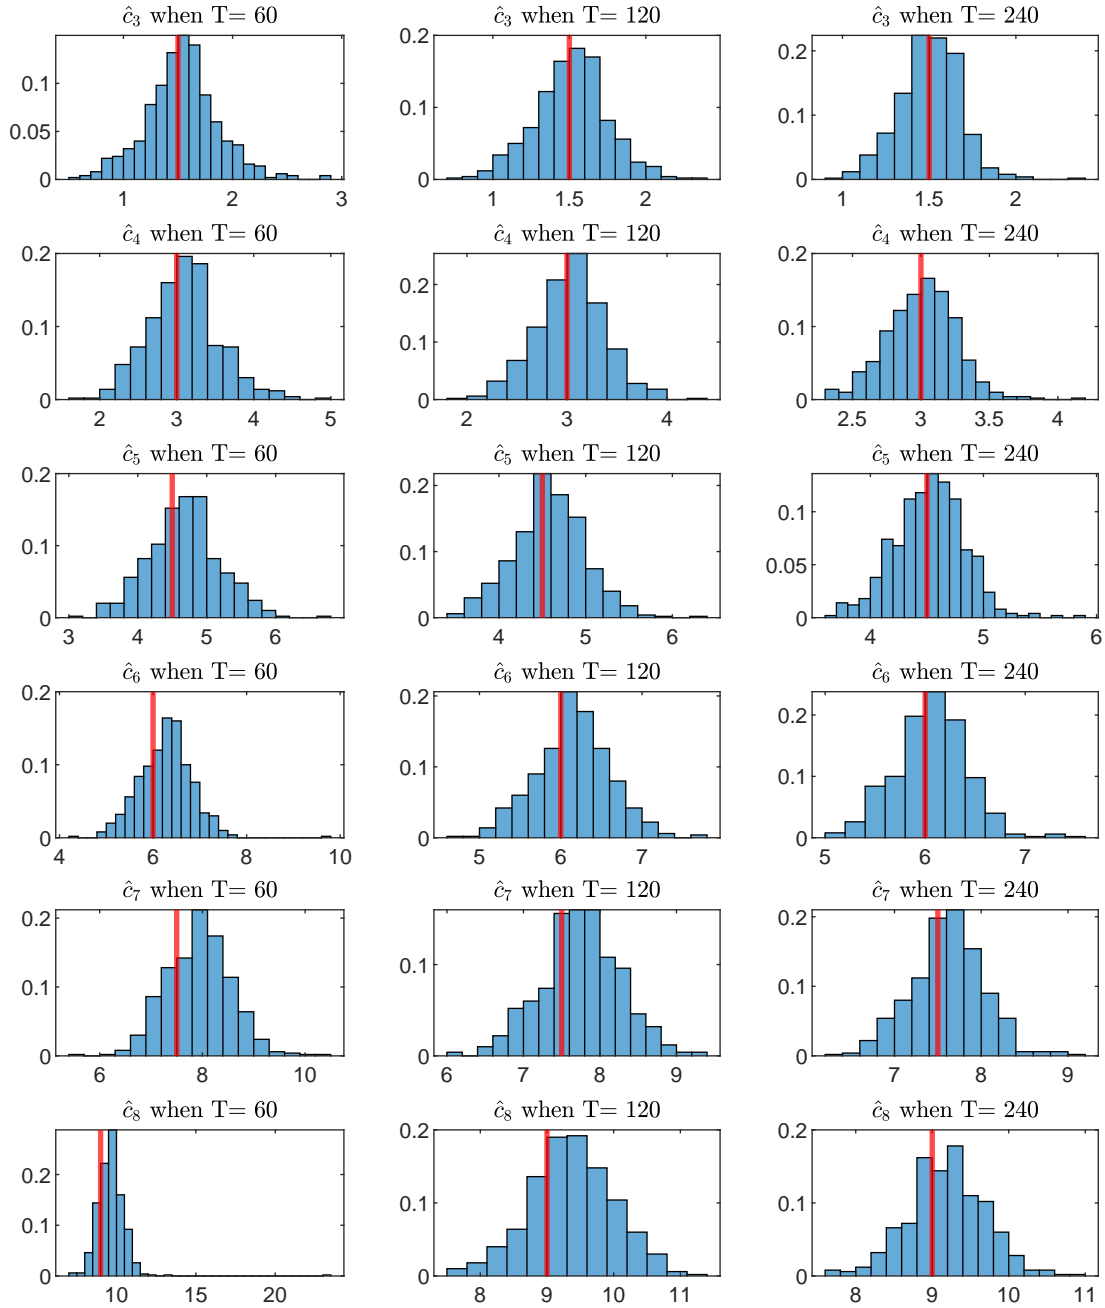 ĉ₃ when T= 60 ĉ₃ when T= 120 ĉ₃ when T= 240
0.2
0.2
0.1
0.1
0.1
0.05
0 0 0
1 2 3 1 1.5 2 1 1.5 2
ĉ₄ when T= 60 ĉ₄ when T= 120 ĉ₄ when T= 240
0.2 0.2
0.2
0.1 0.1 0.1
0 0 0
2 3 4 5 2 3 4 2.5 3 3.5 4
ĉ₅ when T= 60 ĉ₅ when T= 120 ĉ₅ when T= 240
0.2 0.2
0.1
0.1 0.1
0.05
0 0 0
3 4 5 6 4 5 6 4 5 6
ĉ₆ when T= 60 ĉ₆ when T= 120 ĉ₆ when T= 240
0.2 0.2 0.2
0.1 0.1 0.1
0 0 0
4 6 8 10 5 6 7 5 6 7
ĉ₇ when T= 60 ĉ₇ when T= 120 ĉ₇ when T= 240
0.2 0.2
0.1 0.1 0.1
0 0 0
6 8 10 6 7 8 9 7 8 9
ĉ₈ when T= 60 ĉ₈ when T= 120 ĉ₈ when T= 240
0.2 0.2
0.2
0.1 0.1 0.1
0 0 0
10 15 20 8 9 10 11 8 9 10 11